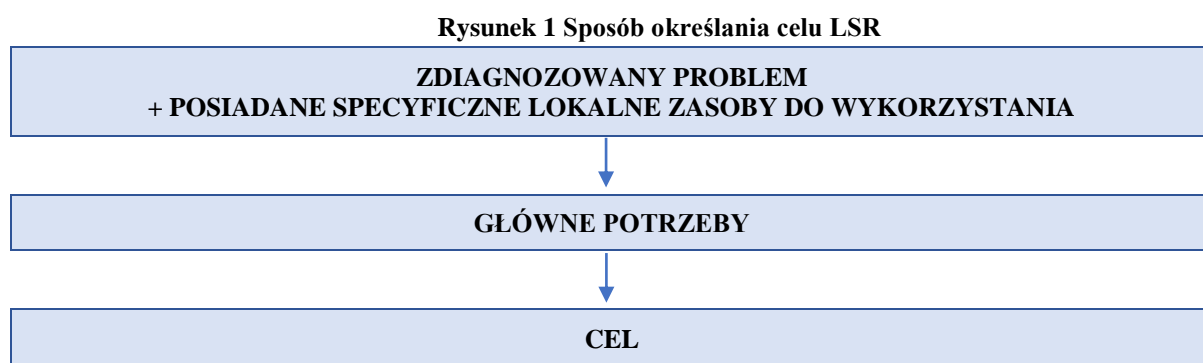 Rysunek 1 Sposób określania celu LSR
ZDIAGNOZOWANY PROBLEM
+ POSIADANE SPECYFICZNE LOKALNE ZASOBY DO WYKORZYSTANIA
GŁÓWNE POTRZEBY
CEL